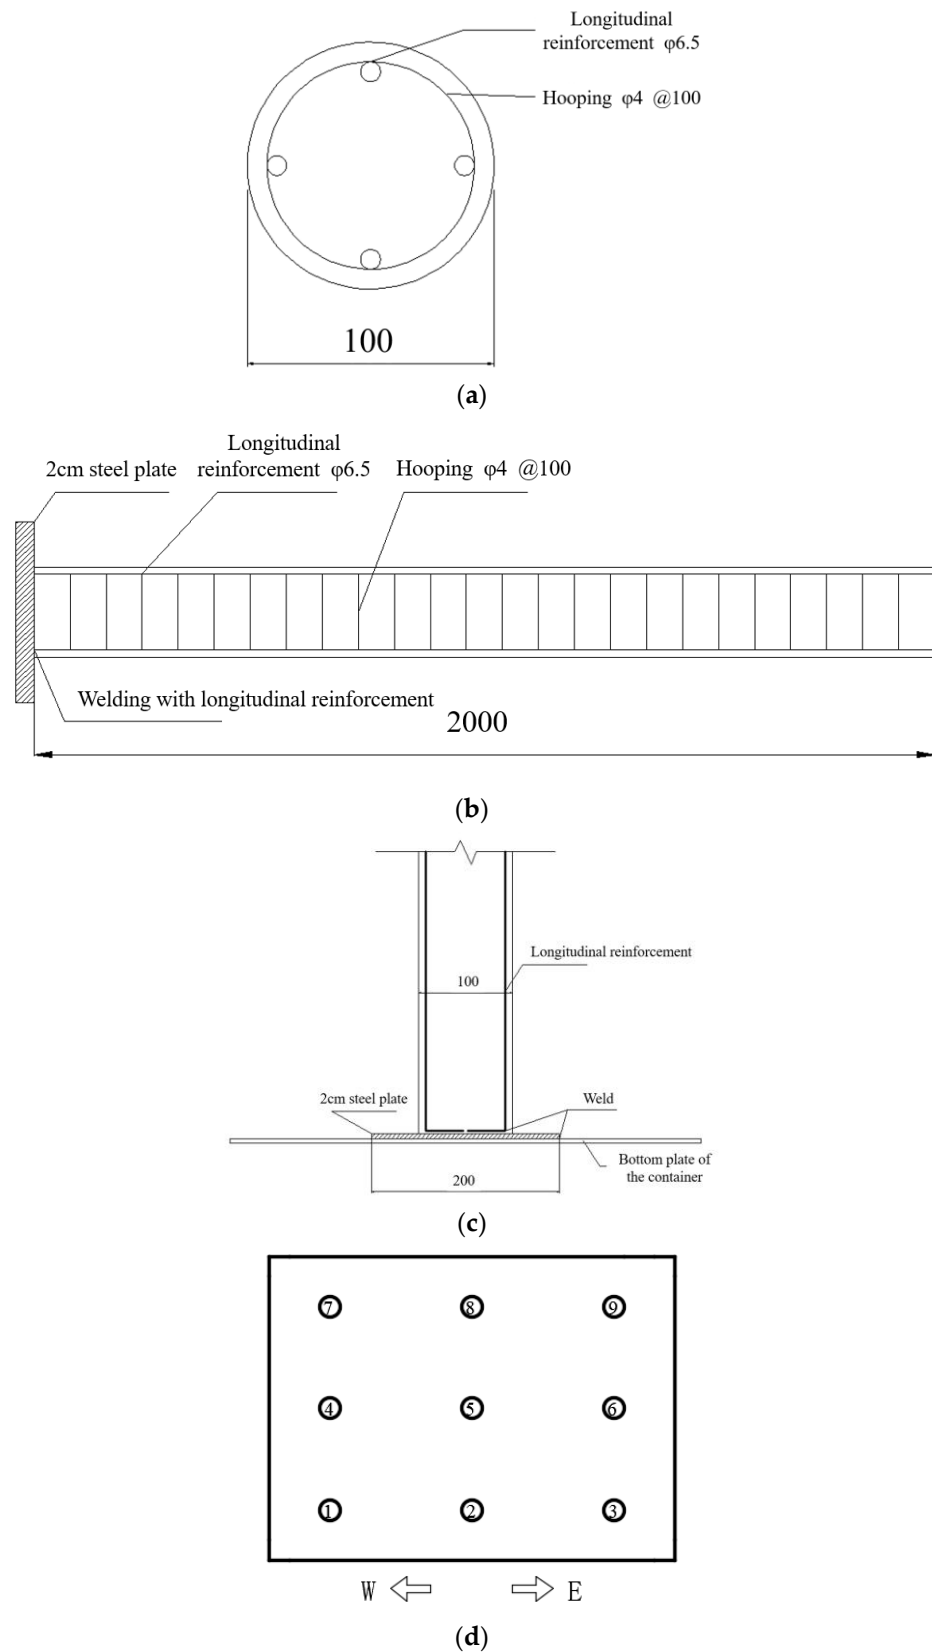 Longitudinal
reinforcement φ6.5
Hooping φ4 @100
100
(a)
Longitudinal
2cm steel plate reinforcement φ6.5 Hooping φ4 @100
Welding with longitudinal reinforcement
2000
(b)
Longitudinal reinforcement
100
2cm steel plate
Weld
Bottom plate of
the container
200
(c)
7 8 9
4 5 6
1 2 3
W E
(d)